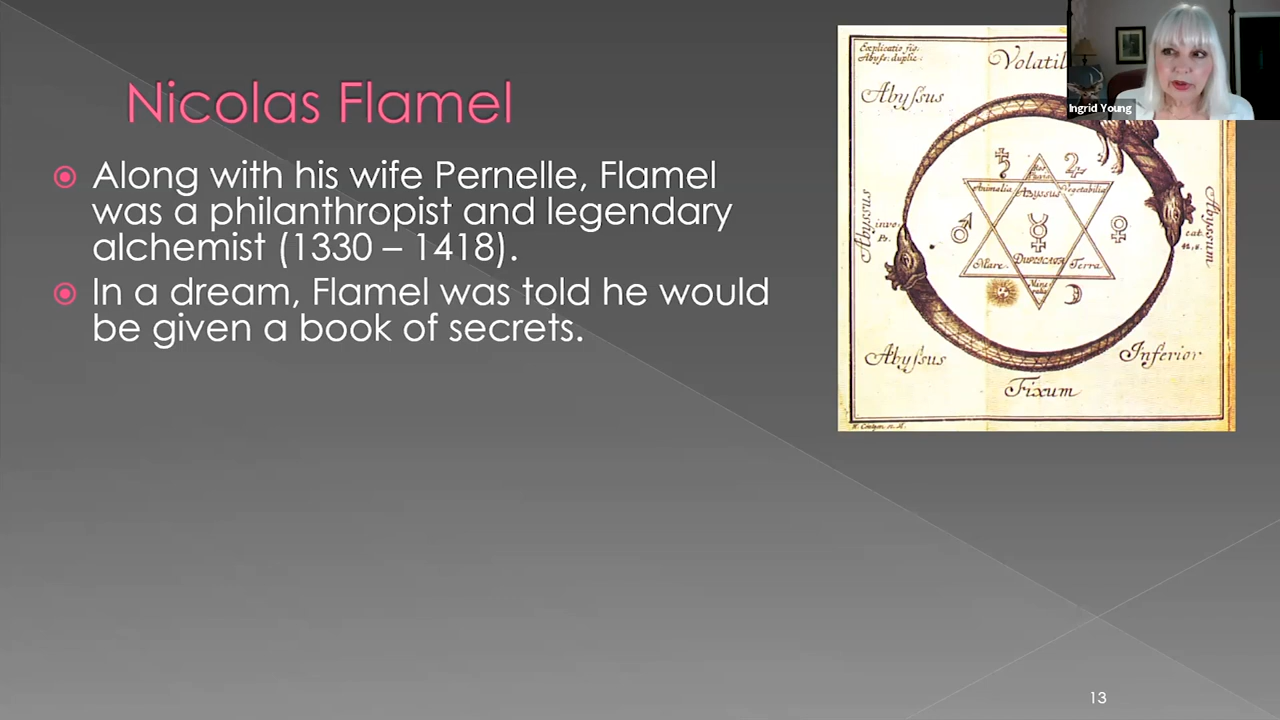 Nicolas Flamel
Along with his wife Pernelle, Flamel
was a philanthropist and legendary
alchemist (1330 – 1418).
In a dream, Flamel was told he would
be given a book of secrets.
Volatil
Ingrid Young
Abyſsus
Animalia
Abyssus
Vegetabilia
Abyssus
Abyssum
Mare
Terra
Abyſsus
Inferior
Fixum
13